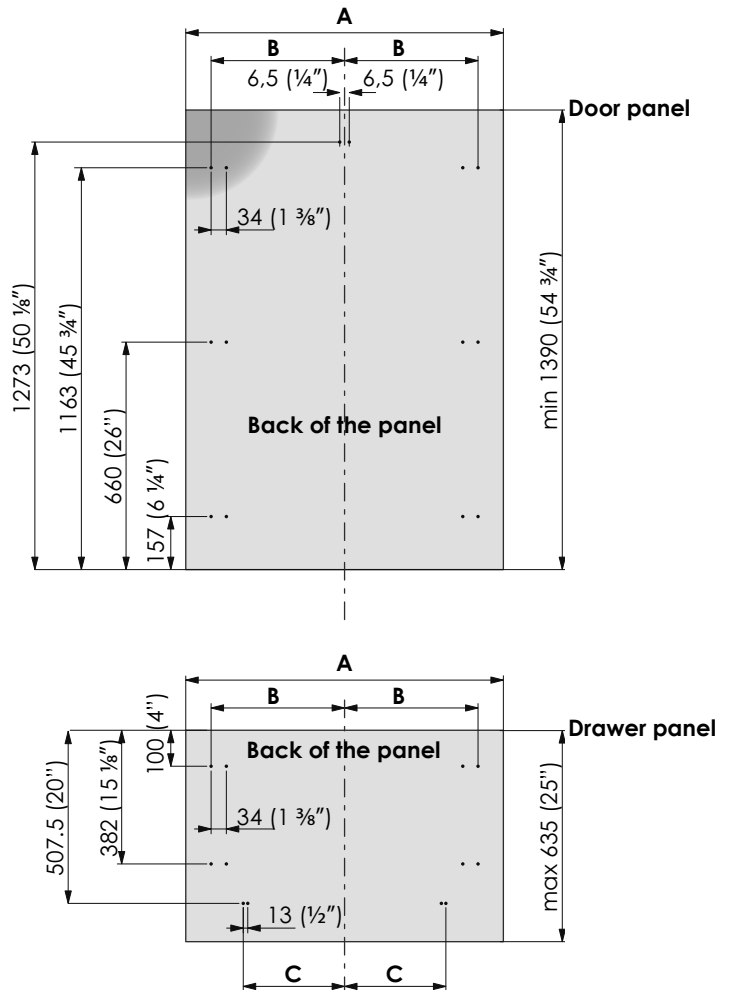 A
B B
6,5 (¼″) 6,5 (¼″)
Door panel
34 (1 ⅜″)
1273 (50 ⅛″)
1163 (45 ¾″)
660 (26″)
157 (6 ¼″)
min 1390 (54 ¾″)
Back of the panel
A
B B
Drawer panel
Back of the panel
100 (4″)
382 (15 ⅛″)
507.5 (20″)
34 (1 ⅜″)
max 635 (25″)
13 (½″)
C C